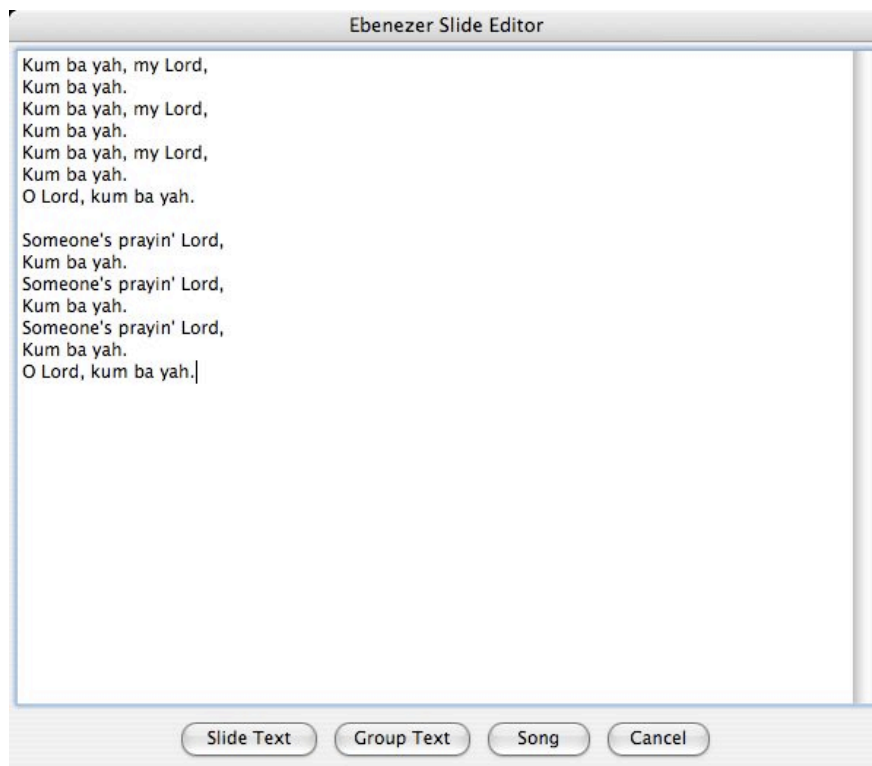 Ebenezer Slide Editor
Kum ba yah, my Lord,
Kum ba yah.
Kum ba yah, my Lord,
Kum ba yah.
Kum ba yah, my Lord,
Kum ba yah.
O Lord, kum ba yah.

Someone's prayin' Lord,
Kum ba yah.
Someone's prayin' Lord,
Kum ba yah.
Someone's prayin' Lord,
Kum ba yah.
O Lord, kum ba yah.
Slide Text Group Text Song Cancel